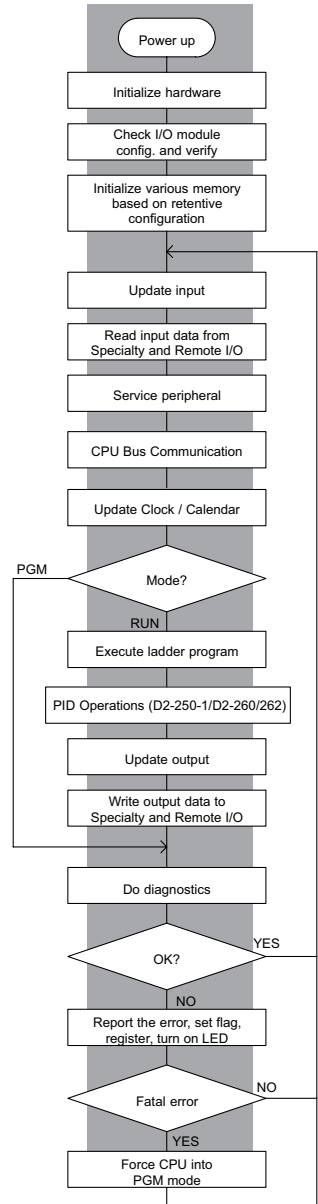 Power up
Initialize hardware
Check I/O module
config. and verify
Initialize various memory
based on retentive
configuration
Update input
Read input data from
Specialty and Remote I/O
Service peripheral
CPU Bus Communication
Update Clock / Calendar
PGM
Mode?
RUN
Execute ladder program
PID Operations (D2-250-1/D2-260/262)
Update output
Write output data to
Specialty and Remote I/O
Do diagnostics
YES
OK?
NO
Report the error, set flag,
register, turn on LED
NO
Fatal error
YES
Force CPU into
PGM mode